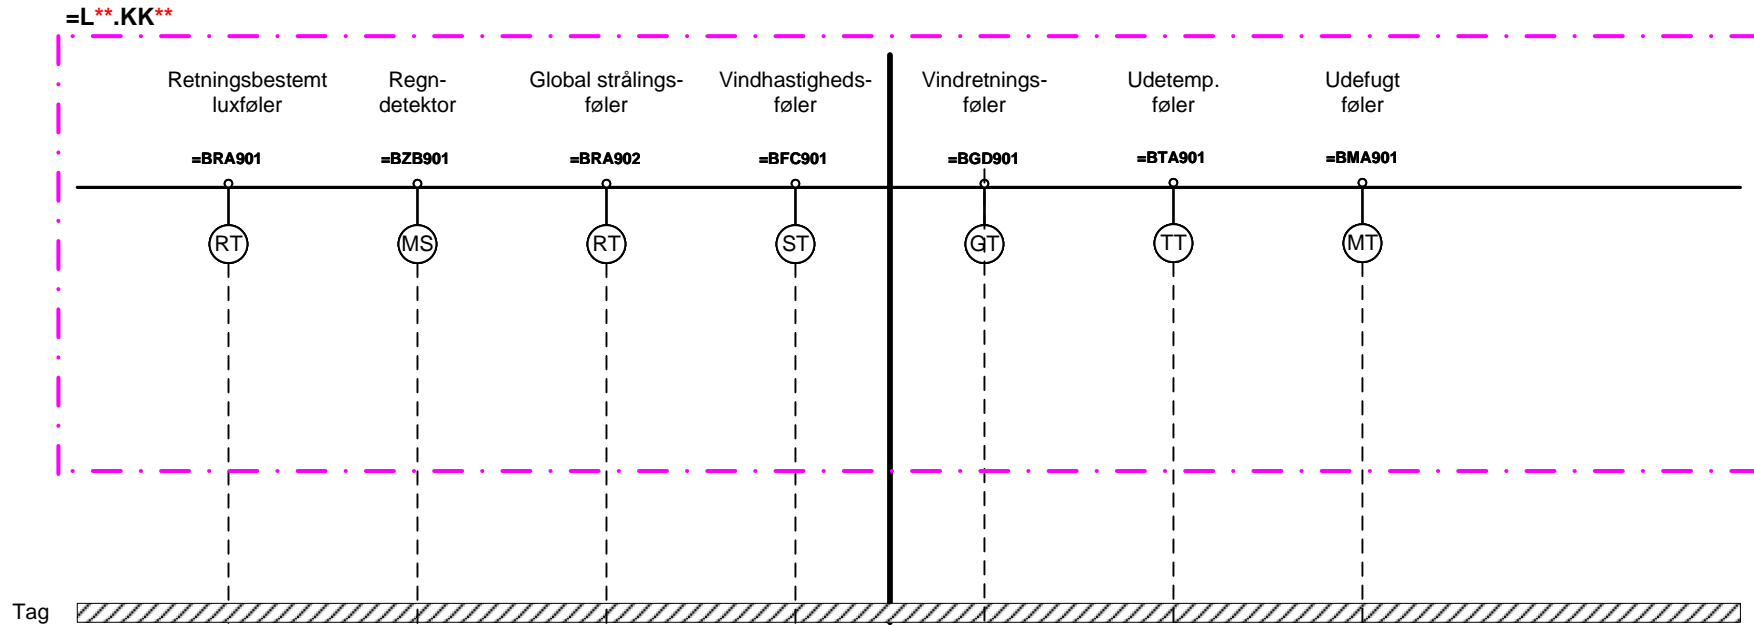 =L**.KK**
Retningsbestemt
luxføler
Regn-
detektor
Global strålings-
føler
Vindhastigheds-
føler
Vindretnings-
føler
Udetemp.
føler
Udefugt
føler
=BRA901
=BZB901
=BRA902
=BFC901
=BGD901
=BTA901
=BMA901
RT
MS
RT
ST
GT
TT
MT
Tag